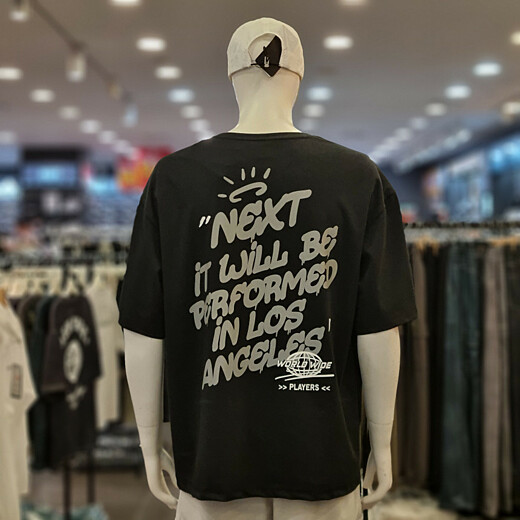 "NEXT
iT WiLL BE
PERFORMED
iN LOS
ANGELES'
WORLD WIDE
>> PLAYERS <<